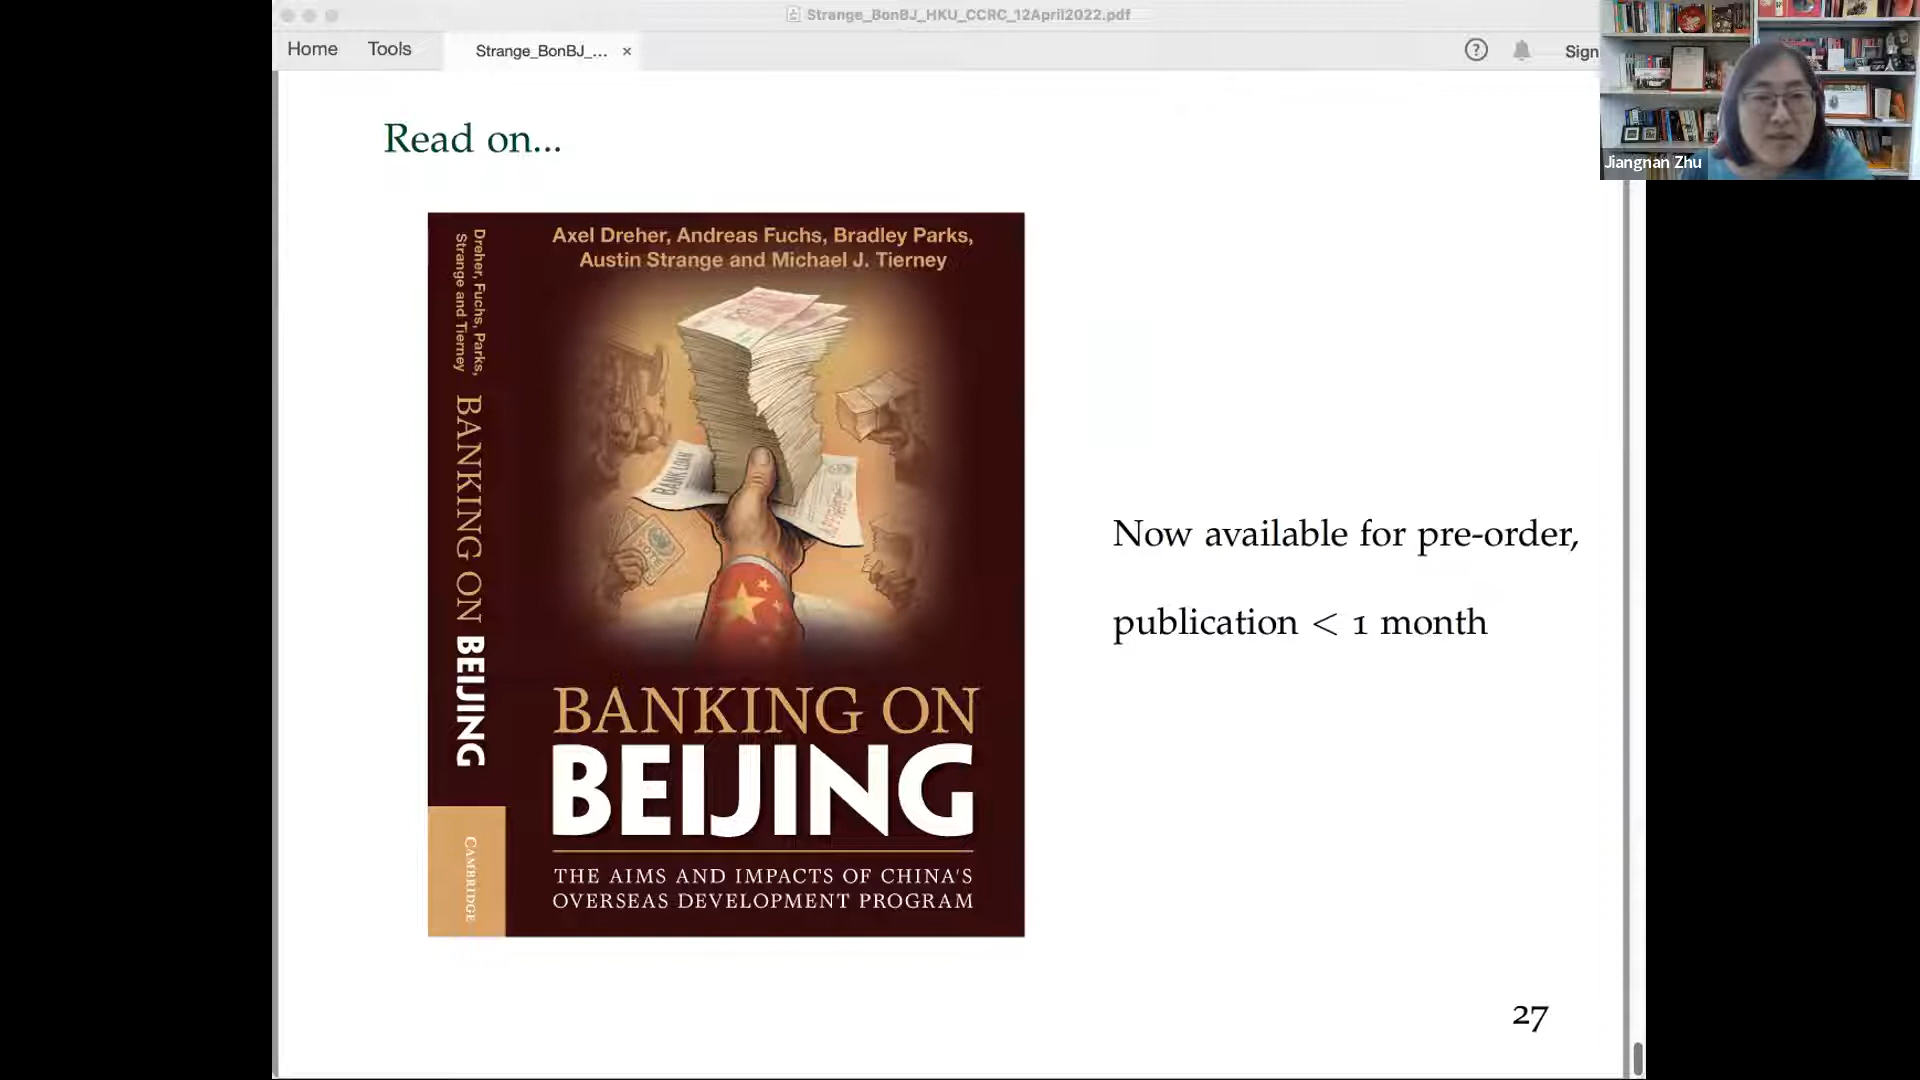 Strange_BonBJ_HKU_CCRC_12April2022.pdf
Home
Tools
Strange_BonBJ_... ×
?
Sign
Jiangnan Zhu
Read on...
Dreher, Fuchs, Parks,
Strange and Tierney
BANKING ON BEIJING
CAMBRIDGE
Axel Dreher, Andreas Fuchs, Bradley Parks,
Austin Strange and Michael J. Tierney
BANK LOAN
BANKING ON
BEIJING
THE AIMS AND IMPACTS OF CHINA'S
OVERSEAS DEVELOPMENT PROGRAM
Now available for pre-order,
publication < 1 month
27